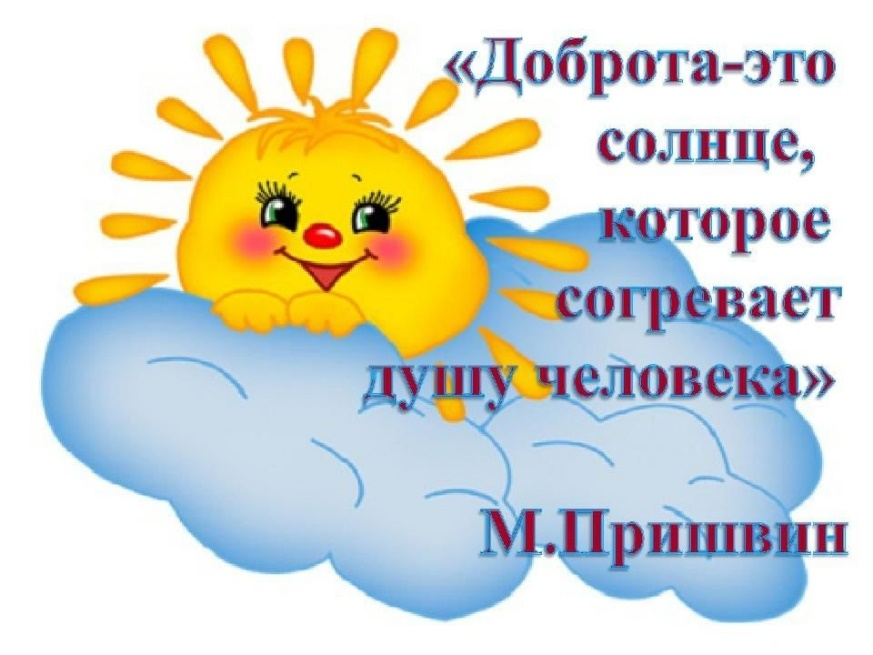 «Доброта-это
солнце,
которое
согревает
душу человека»
М.Пришвин